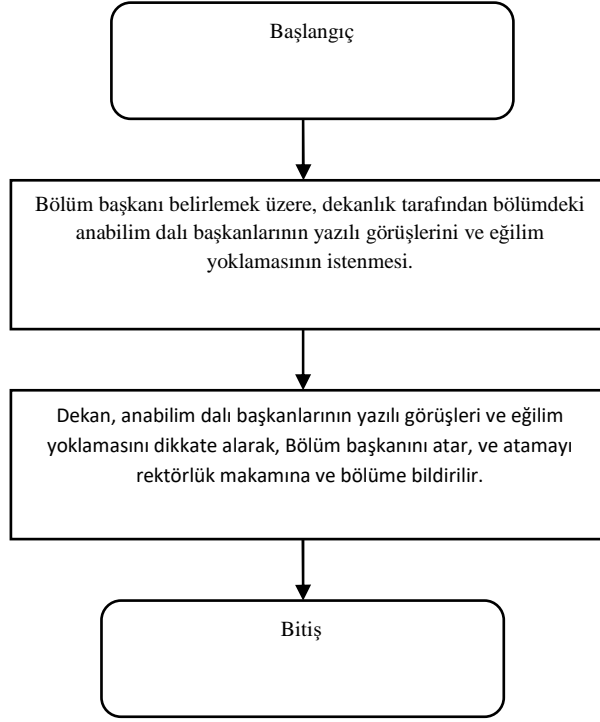 Başlangıç
Bölüm başkanı belirlemek üzere, dekanlık tarafından bölümdeki
anabilim dalı başkanlarının yazılı görüşlerini ve eğilim
yoklamasının istenmesi.
Dekan, anabilim dalı başkanlarının yazılı görüşleri ve eğilim
yoklamasını dikkate alarak, Bölüm başkanını atar, ve atamayı
rektörlük makamına ve bölüme bildirilir.
Bitiş